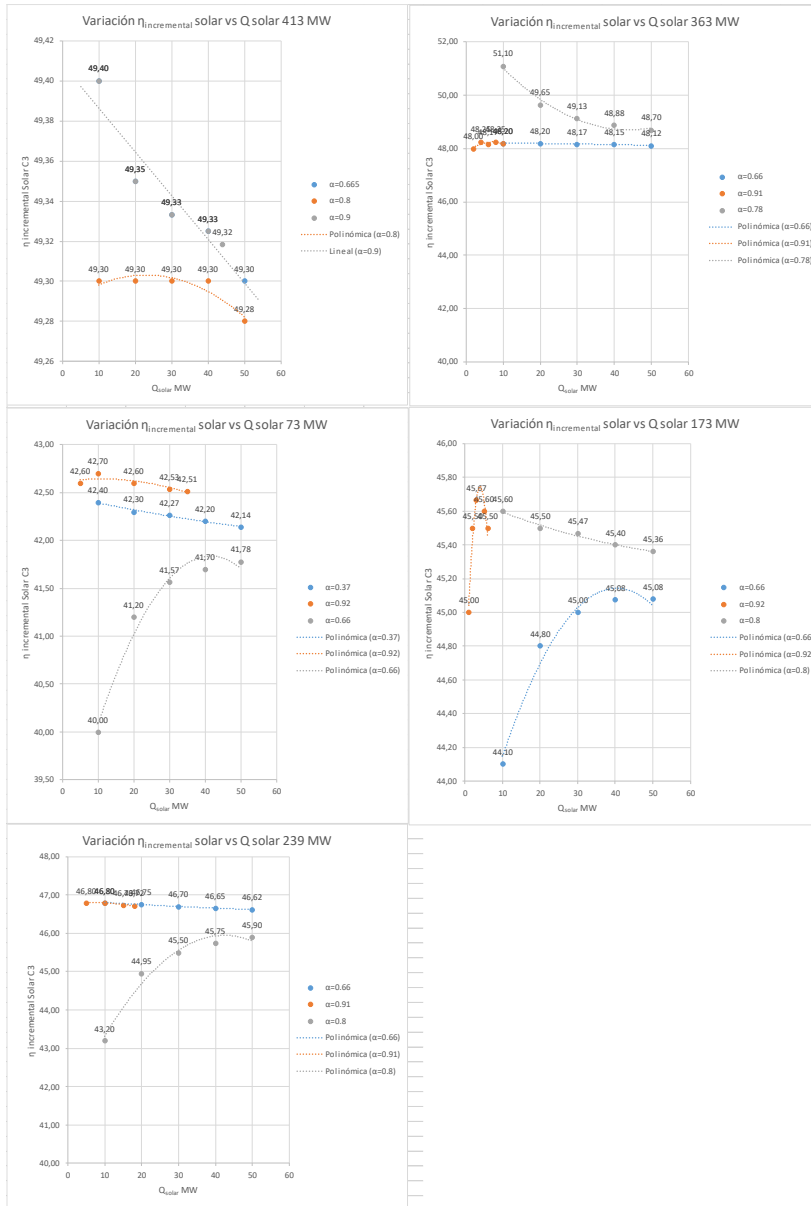 Variación ηincremental solar vs Q solar 413 MW
49,42
49,40
49,38
49,36
49,34
49,32
49,30
49,28
49,26
η incremental Solar C3
49,40
49,35
49,33
49,33
49,32
49,30
49,30
49,30
49,30
49,30
49,28
0 10 20 30 40 50 60
Qsolar MW
α=0.665
α=0.8
α=0.9
Polinómica (α=0.8)
Lineal (α=0.9)
Variación ηincremental solar vs Q solar 363 MW
52,00
50,00
48,00
46,00
44,00
42,00
40,00
η incremental Solar C3
51,10
49,65
49,13
48,88
48,70
48,00
48,20
48,20
48,17
48,15
48,12
0 10 20 30 40 50 60
Qsolar MW
α=0.66
α=0.91
α=0.78
Polinómica (α=0.66)
Polinómica (α=0.91)
Polinómica (α=0.78)
Variación ηincremental solar vs Q solar 73 MW
43,00
42,50
42,00
41,50
41,00
40,50
40,00
39,50
η incremental Solar C3
42,60
42,70
42,60
42,53
42,51
42,40
42,30
42,27
42,20
42,14
40,00
41,20
41,57
41,70
41,78
0 10 20 30 40 50 60
Qsolar MW
α=0.37
α=0.92
α=0.66
Polinómica (α=0.37)
Polinómica (α=0.92)
Polinómica (α=0.66)
Variación ηincremental solar vs Q solar 173 MW
46,00
45,80
45,60
45,40
45,20
45,00
44,80
44,60
44,40
44,20
44,00
η incremental Solar C3
45,67
45,60
45,60
45,50
45,50
45,00
45,50
45,47
45,40
45,36
44,10
44,80
45,00
45,08
45,08
0 10 20 30 40 50 60
Qsolar MW
α=0.66
α=0.92
α=0.8
Polinómica (α=0.66)
Polinómica (α=0.92)
Polinómica (α=0.8)
Variación ηincremental solar vs Q solar 239 MW
48,00
47,00
46,00
45,00
44,00
43,00
42,00
41,00
40,00
η incremental Solar C3
46,80
46,80
46,75
46,70
46,65
46,62
43,20
44,95
45,50
45,75
45,90
0 10 20 30 40 50 60
Qsolar MW
α=0.66
α=0.91
α=0.8
Polinómica (α=0.66)
Polinómica (α=0.91)
Polinómica (α=0.8)